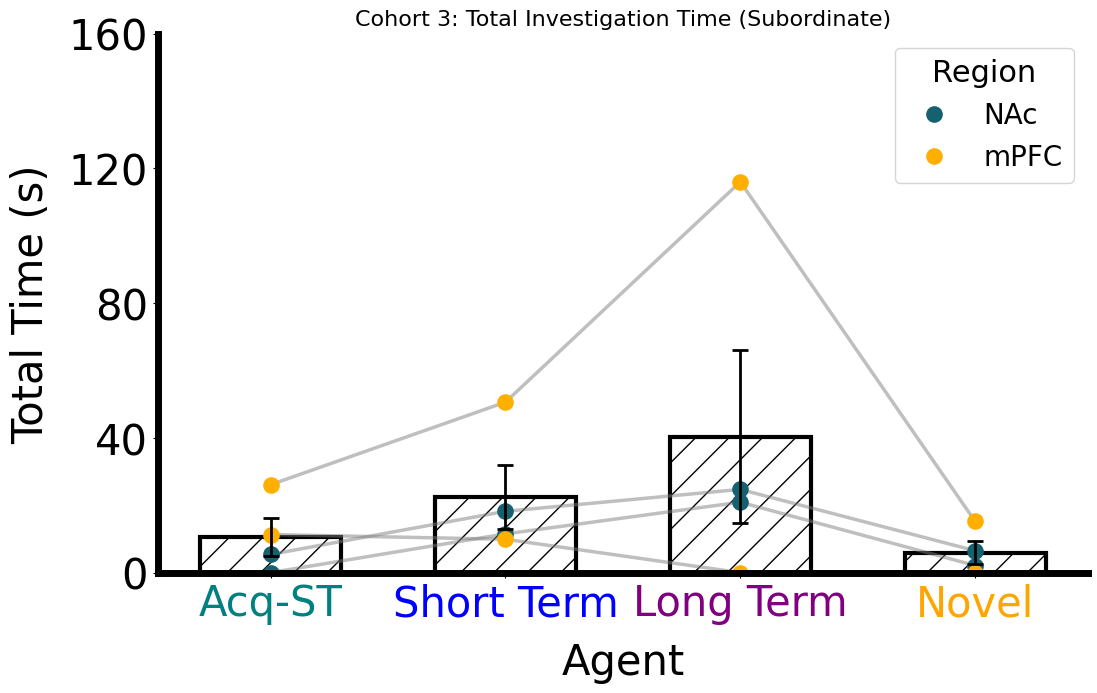 Cohort 3: Total Investigation Time (Subordinate)
160
120
80
40
0
Total Time (s)
Region
NAc
mPFC
Acq-ST
Short Term
Long Term
Novel
Agent